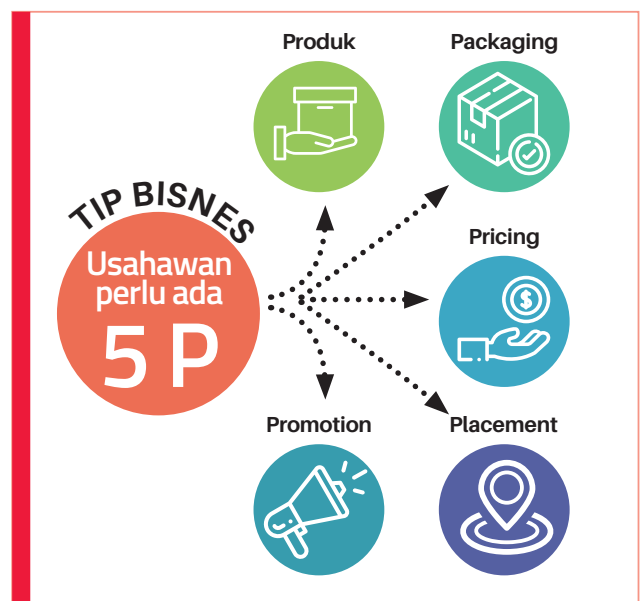 TIP BISNES
Usahawan
perlu ada
5 P
Produk
Packaging
Pricing
Placement
Promotion
$